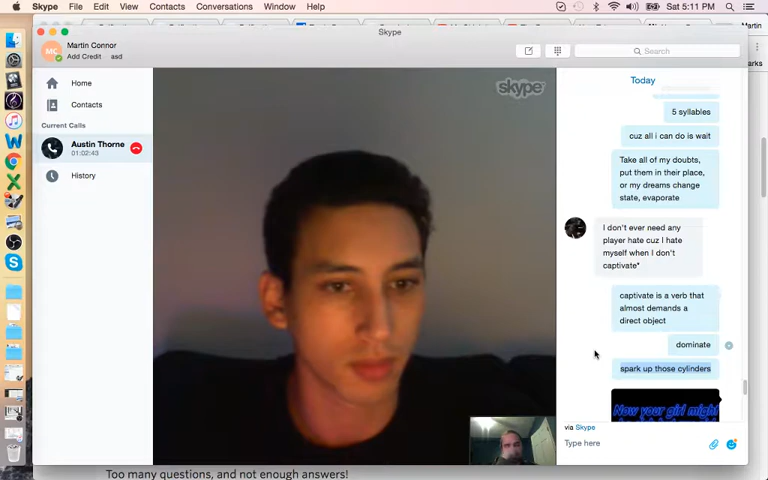 Skype File Edit View Contacts Conversations Window Help Sat 5:11 PM
Martin
Skype
MC
Martin Connor
Add Credit asd
Search
arks
Home
Contacts
Current Calls
Austin Thorne
01:02:43
History
skype
Today
5 syllables
cuz all i can do is wait
Take all of my doubts,
put them in their place,
or my dreams change
state, evaporate
I don't ever need any
player hate cuz I hate
myself when I don't
captivate*
captivate is a verb that
almost demands a
direct object
dominate
spark up those cylinders
Now your girl might
via Skype
Type here
Too many questions, and not enough answers!